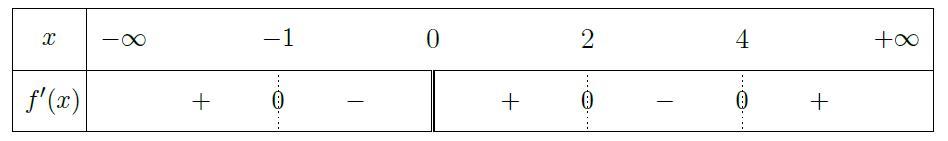 x −∞ −1 0 2 4 +∞
f′(x) + 0 − + 0 − 0 +